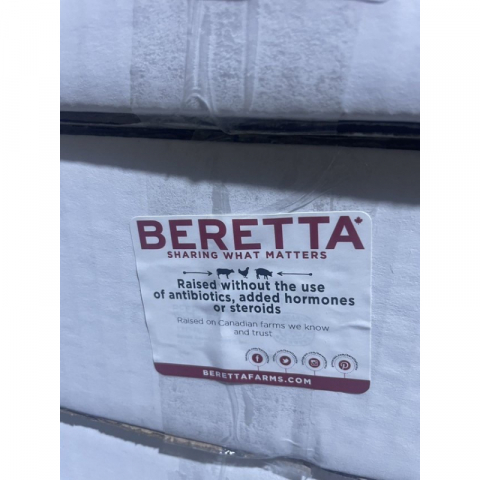 BERETTA
SHARING WHAT MATTERS
Raised without the use
of antibiotics, added hormones
or steroids
Raised on Canadian farms we know
and trust
BERETTAFARMS.COM